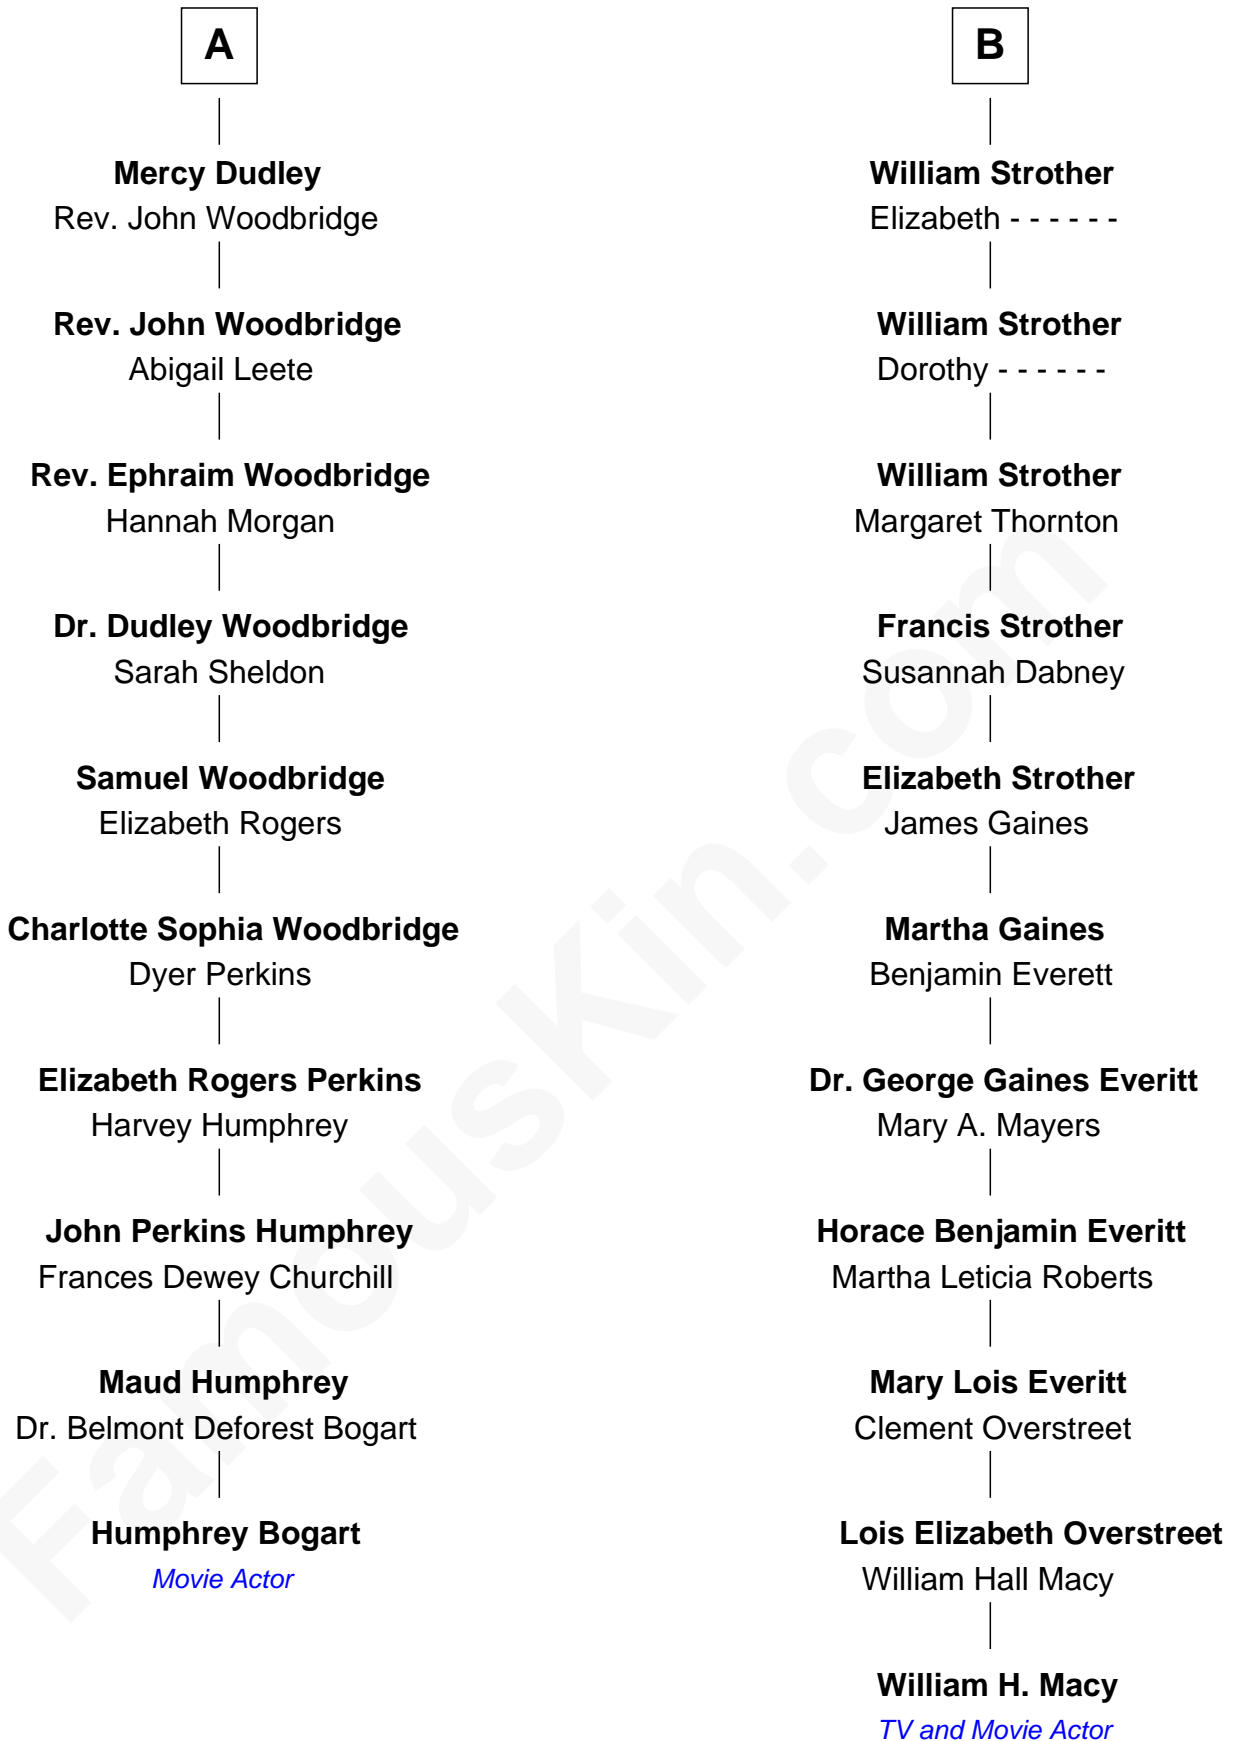 A
Mercy Dudley
Rev. John Woodbridge
Rev. John Woodbridge
Abigail Leete
Rev. Ephraim Woodbridge
Hannah Morgan
Dr. Dudley Woodbridge
Sarah Sheldon
Samuel Woodbridge
Elizabeth Rogers
Charlotte Sophia Woodbridge
Dyer Perkins
Elizabeth Rogers Perkins
Harvey Humphrey
John Perkins Humphrey
Frances Dewey Churchill
Maud Humphrey
Dr. Belmont Deforest Bogart
Humphrey Bogart
Movie Actor
B
William Strother
Elizabeth - - - - - -
William Strother
Dorothy - - - - - -
William Strother
Margaret Thornton
Francis Strother
Susannah Dabney
Elizabeth Strother
James Gaines
Martha Gaines
Benjamin Everett
Dr. George Gaines Everitt
Mary A. Mayers
Horace Benjamin Everitt
Martha Leticia Roberts
Mary Lois Everitt
Clement Overstreet
Lois Elizabeth Overstreet
William Hall Macy
William H. Macy
TV and Movie Actor
FamousKin.com